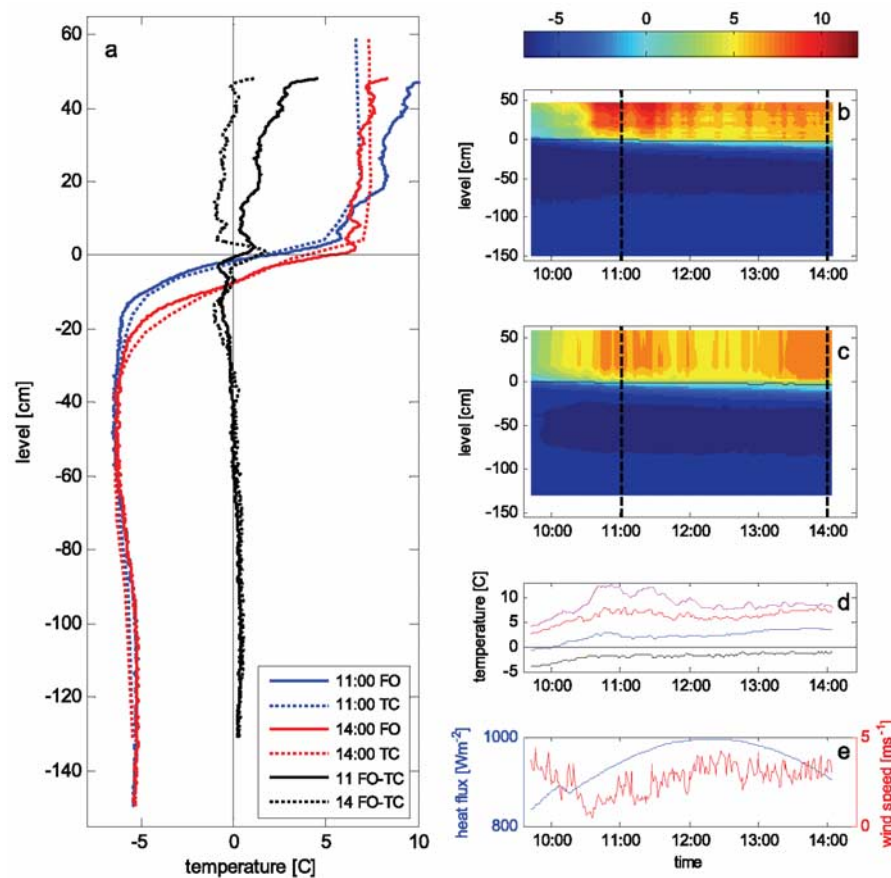 a
60
40
20
0
-20
-40
-60
-80
-100
-120
-140
level [cm]
-5 0 5 10
temperature [C]
11:00 FO
11:00 TC
14:00 FO
14:00 TC
11 FO-TC
14 FO-TC
-5 0 5 10
b
50
0
-50
-100
-150
level [cm]
10:00 11:00 12:00 13:00 14:00
c
50
0
-50
-100
-150
level [cm]
10:00 11:00 12:00 13:00 14:00
d
10
5
0
-5
temperature [C]
10:00 11:00 12:00 13:00 14:00
e
1000
800
heat flux [Wm-2]
5
0
wind speed [ms-1]
10:00 11:00 12:00 13:00 14:00
time